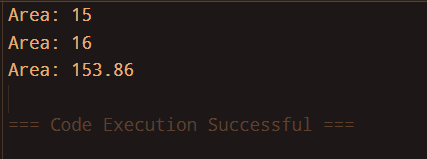 Area: 15
Area: 16
Area: 153.86
=== Code Execution Successful ===